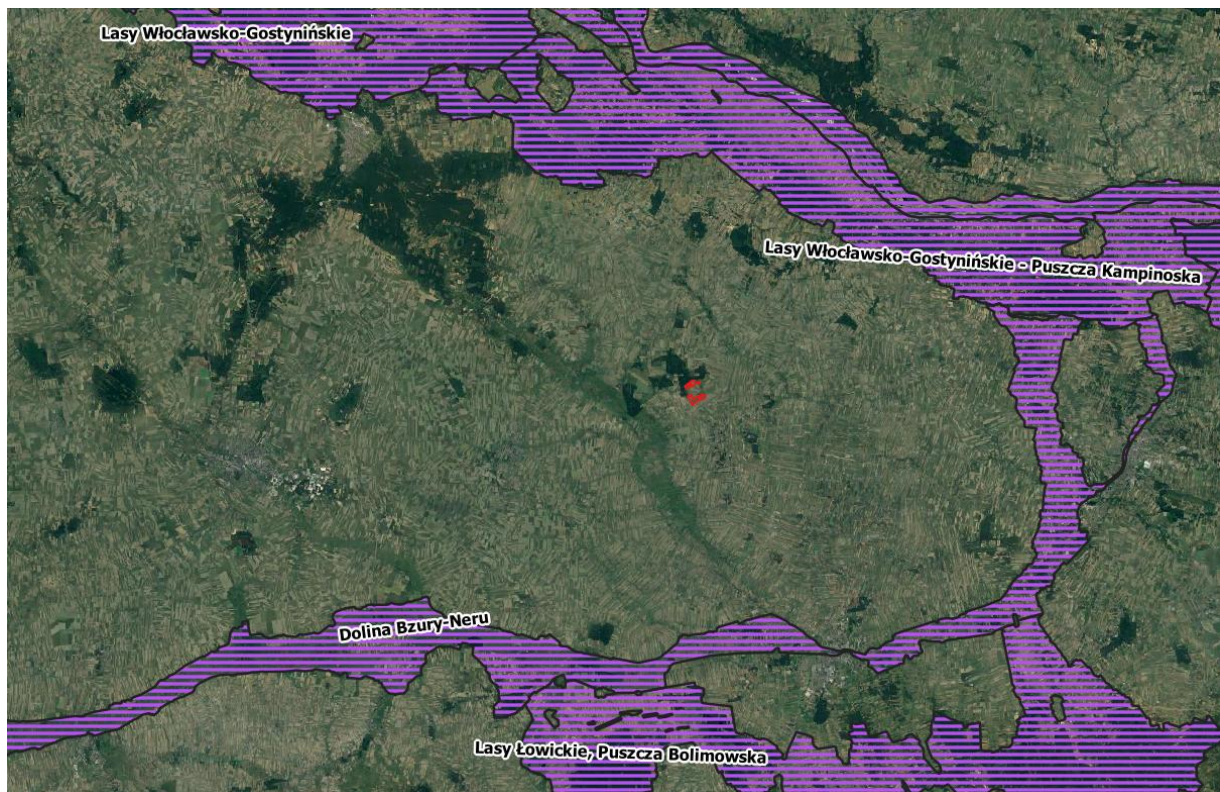 Lasy Włocławsko-Gostynińskie
Lasy Włocławsko-Gostynińskie - Puszcza Kampinoska
Dolina Bzury-Neru
Lasy Łowickie, Puszcza Bolimowska